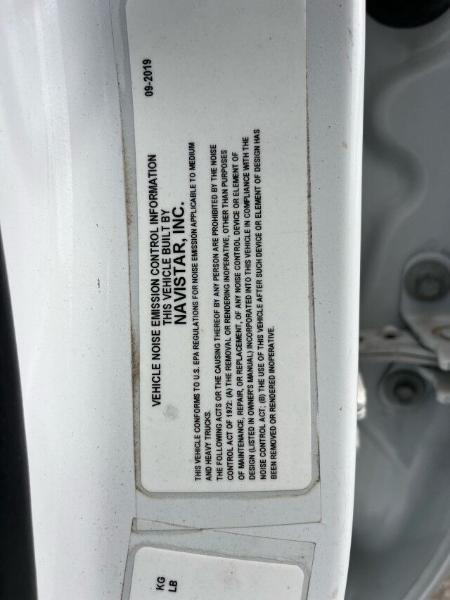 09-2019
VEHICLE NOISE EMISSION CONTROL INFORMATION
THIS VEHICLE BUILT BY
NAVISTAR, INC.
THIS VEHICLE CONFORMS TO U.S. EPA REGULATIONS FOR NOISE EMISSION APPLICABLE TO MEDIUM
AND HEAVY TRUCKS.
THE FOLLOWING ACTS OR THE CAUSING THEREOF BY ANY PERSON ARE PROHIBITED BY THE NOISE
CONTROL ACT OF 1972: (A) THE REMOVAL OR RENDERING INOPERATIVE, OTHER THAN PURPOSES
OF MAINTENANCE, REPAIR, OR REPLACEMENT, OF ANY NOISE CONTROL DEVICE OR ELEMENT OF
DESIGN (LISTED IN OWNER'S MANUAL) INCORPORATED INTO THIS VEHICLE IN COMPLIANCE WITH THE
NOISE CONTROL ACT; (B) THE USE OF THIS VEHICLE AFTER SUCH DEVICE OR ELEMENT OF DESIGN HAS
BEEN REMOVED OR RENDERED INOPERATIVE.
KG
LB